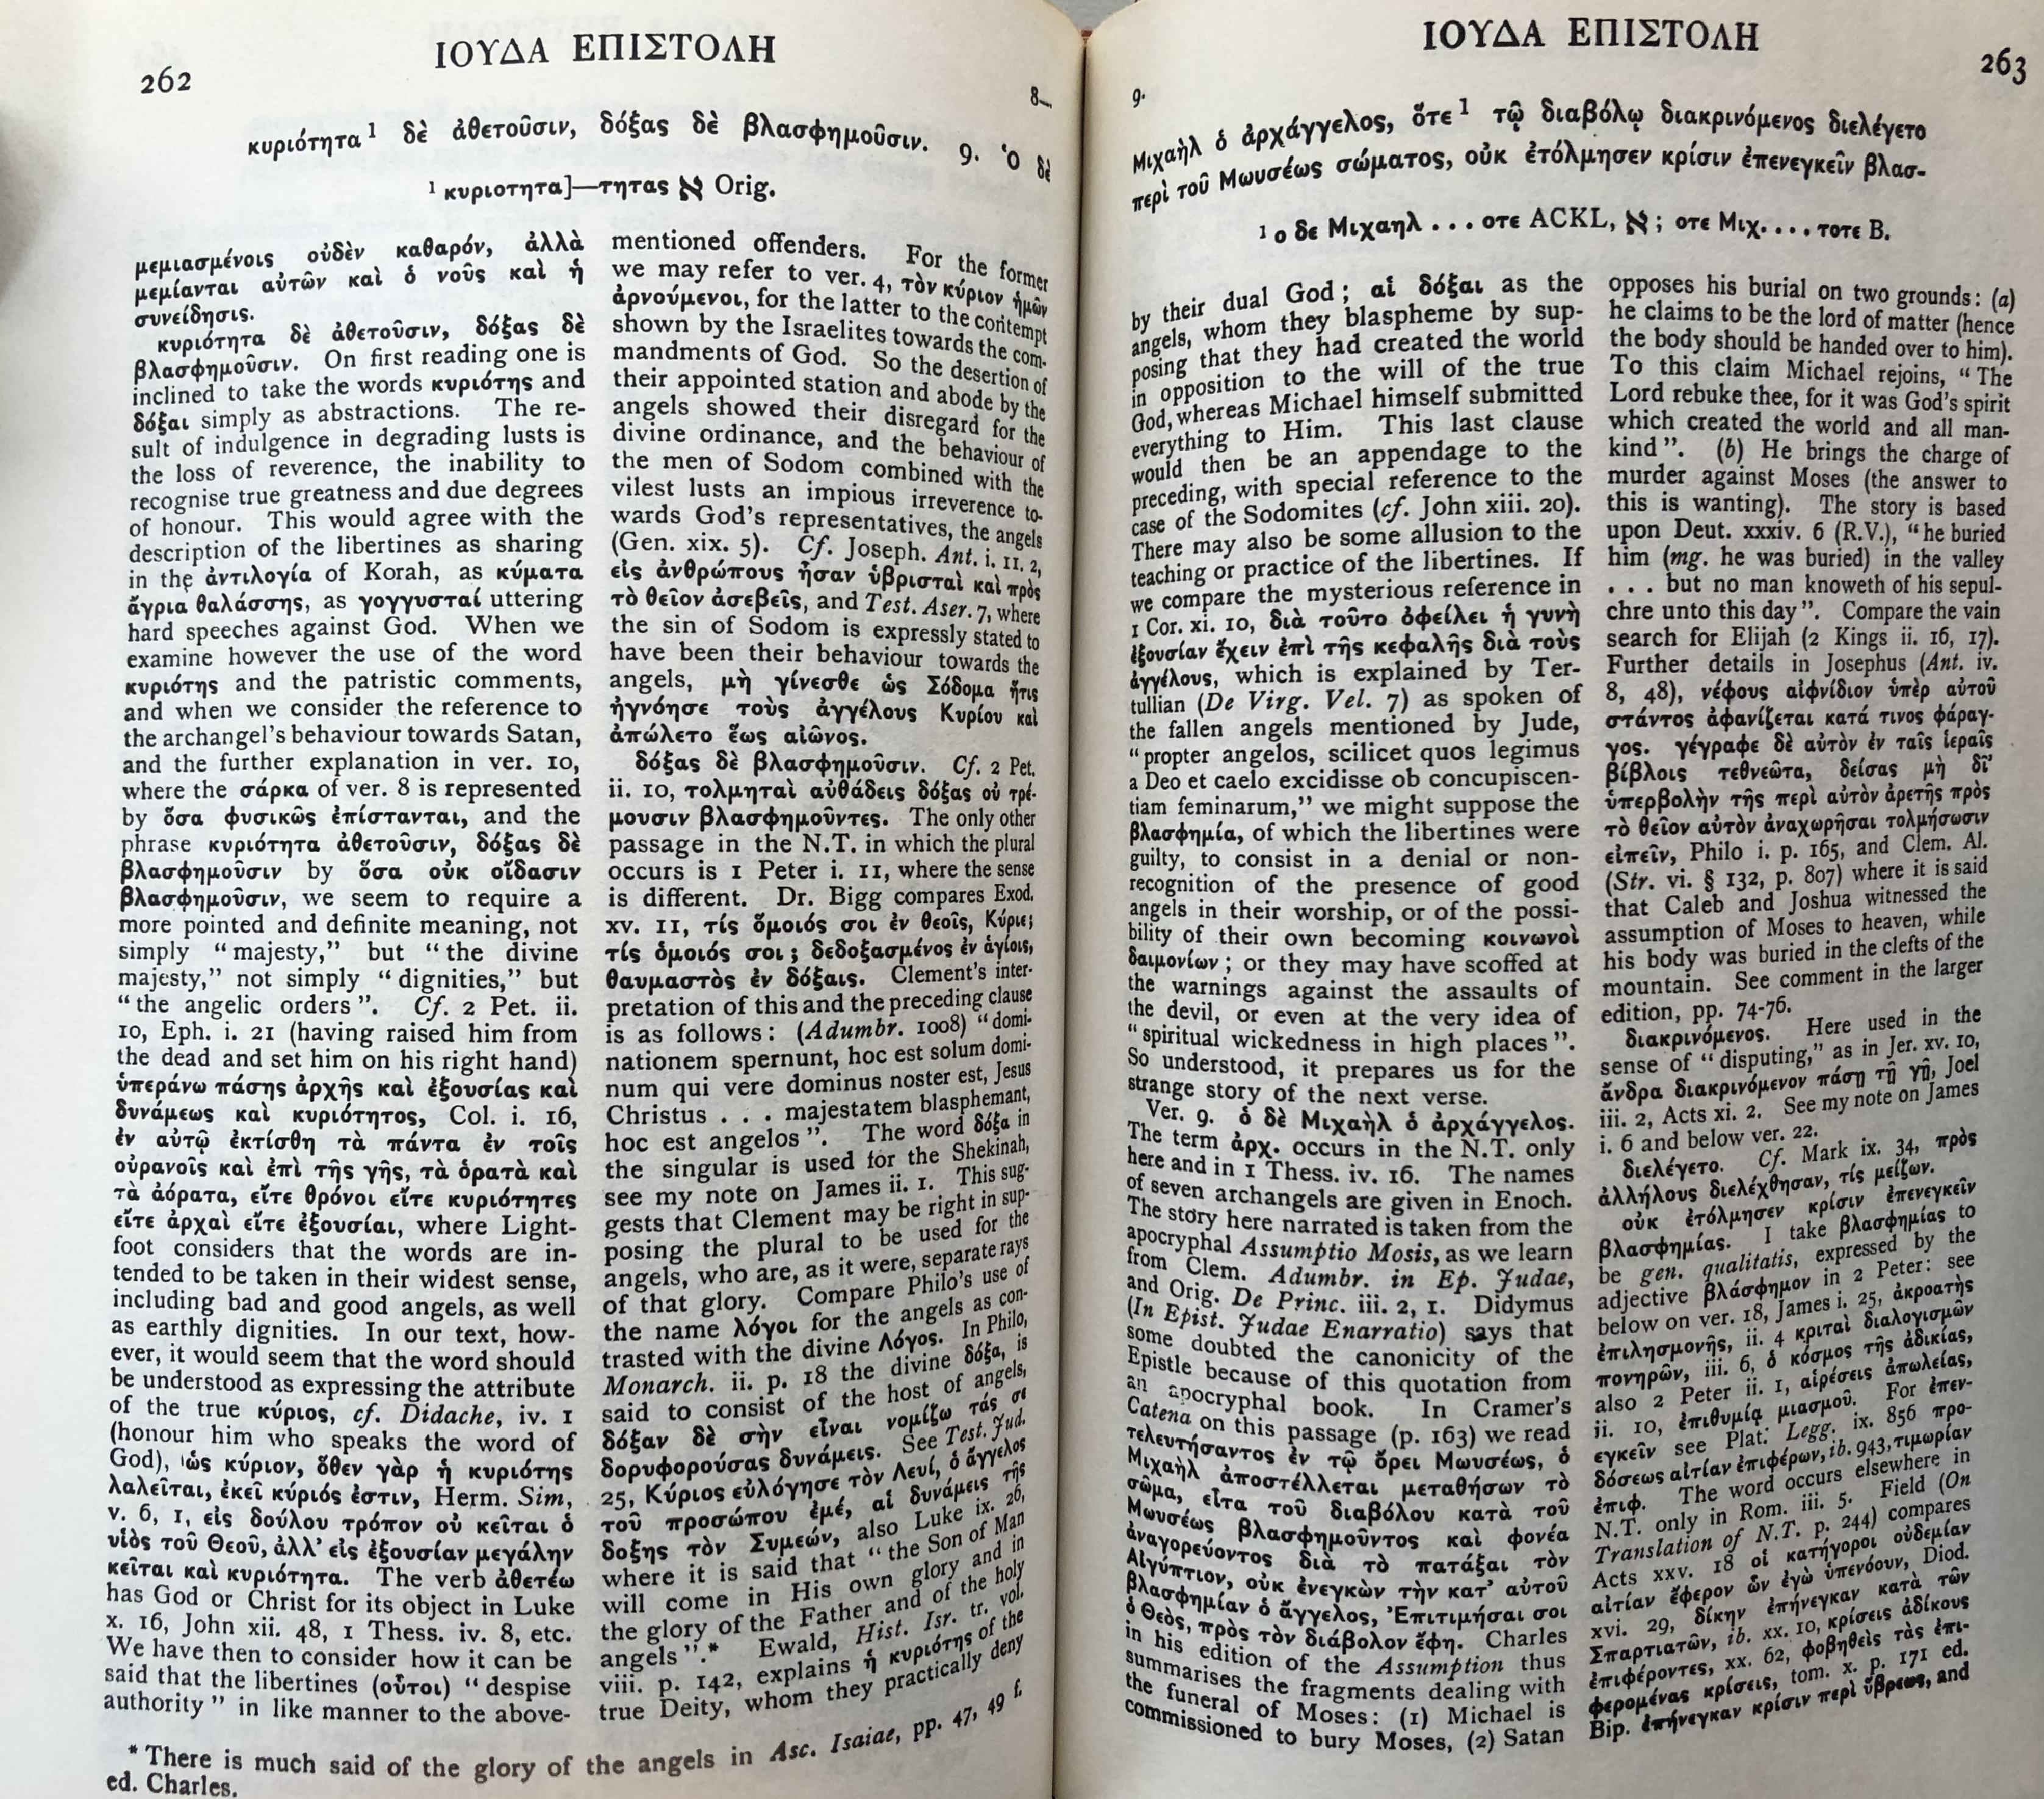 262
ΙΟΥΔΑ ΕΠΙΣΤΟΛΗ
8—
κυριότητα 1 δὲ ἀθετοῦσιν, δόξας δὲ βλασφημοῦσιν. 9. Ὁ δὲ
1 κυριοτητα]—τητας א Orig.
μεμιασμένοις οὐδὲν καθαρόν, ἀλλὰ
μεμίανται αὐτῶν καὶ ὁ νοῦς καὶ ἡ
συνείδησις.
κυριότητα δὲ ἀθετοῦσιν, δόξας δὲ
βλασφημοῦσιν. On first reading one is
inclined to take the words κυριότης and
δόξαι simply as abstractions. The re-
sult of indulgence in degrading lusts is
the loss of reverence, the inability to
recognise true greatness and due degrees
of honour. This would agree with the
description of the libertines as sharing
in the ἀντιλογία of Korah, as κύματα
ἄγρια θαλάσσης, as γογγυσταί uttering
hard speeches against God. When we
examine however the use of the word
κυριότης and the patristic comments,
and when we consider the reference to
the archangel's behaviour towards Satan,
and the further explanation in ver. 10,
where the σάρκα of ver. 8 is represented
by ὅσα φυσικῶς ἐπίστανται, and the
phrase κυριότητα ἀθετοῦσιν, δόξας δὲ
βλασφημοῦσιν by ὅσα οὐκ οἴδασιν
βλασφημοῦσιν, we seem to require a
more pointed and definite meaning, not
simply "majesty," but "the divine
majesty," not simply "dignities," but
"the angelic orders". Cf. 2 Pet. ii.
10, Eph. i. 21 (having raised him from
the dead and set him on his right hand)
ὑπεράνω πάσης ἀρχῆς καὶ ἐξουσίας καὶ
δυνάμεως καὶ κυριότητος, Col. i. 16,
ἐν αὐτῷ ἐκτίσθη τὰ πάντα ἐν τοῖς
οὐρανοῖς καὶ ἐπὶ τῆς γῆς, τὰ ὁρατὰ καὶ
τὰ ἀόρατα, εἴτε θρόνοι εἴτε κυριότητες
εἴτε ἀρχαὶ εἴτε ἐξουσίαι, where Light-
foot considers that the words are in-
tended to be taken in their widest sense,
including bad and good angels, as well
as earthly dignities. In our text, how-
ever, it would seem that the word should
be understood as expressing the attribute
of the true κύριος, cf. Didache, iv. 1
(honour him who speaks the word of
God), ὡς κύριον, ὅθεν γὰρ ἡ κυριότης
λαλεῖται, ἐκεῖ κύριός ἐστιν, Herm. Sim,
v. 6, 1, εἰς δούλου τρόπον οὐ κεῖται ὁ
υἱὸς τοῦ Θεοῦ, ἀλλ' εἰς ἐξουσίαν μεγάλην
κεῖται καὶ κυριότητα. The verb ἀθετέω
has God or Christ for its object in Luke
x. 16, John xii. 48, 1 Thess. iv. 8, etc.
We have then to consider how it can be
said that the libertines (οὗτοι) "despise
authority" in like manner to the above-
mentioned offenders. For the former
we may refer to ver. 4, τὸν κύριον ἡμῶν
ἀρνούμενοι, for the latter to the contempt
shown by the Israelites towards the com-
mandments of God. So the desertion of
their appointed station and abode by the
angels showed their disregard for the
divine ordinance, and the behaviour of
the men of Sodom combined with the
vilest lusts an impious irreverence to-
wards God's representatives, the angels
(Gen. xix. 5). Cf. Joseph. Ant. i. 11. 2,
εἰς ἀνθρώπους ἦσαν ὑβρισταὶ καὶ πρὸς
τὸ θεῖον ἀσεβεῖς, and Test. Aser. 7, where
the sin of Sodom is expressly stated to
have been their behaviour towards the
angels, μὴ γίνεσθε ὡς Σόδομα ἥτις
ἠγνόησε τοὺς ἀγγέλους Κυρίου καὶ
ἀπώλετο ἕως αἰῶνος.
δόξας δὲ βλασφημοῦσιν. Cf. 2 Pet.
ii. 10, τολμηταὶ αὐθάδεις δόξας οὐ τρέ-
μουσιν βλασφημοῦντες. The only other
passage in the N.T. in which the plural
occurs is 1 Peter i. 11, where the sense
is different. Dr. Bigg compares Exod.
xv. 11, τίς ὅμοιός σοι ἐν θεοῖς, Κύριε;
τίς ὁμοιός σοι; δεδοξασμένος ἐν ἁγίοις,
θαυμαστὸς ἐν δόξαις. Clement's inter-
pretation of this and the preceding clause
is as follows: (Adumbr. 1008) "domi-
nationem spernunt, hoc est solum domi-
num qui vere dominus noster est, Jesus
Christus . . . majestatem blasphemant,
hoc est angelos". The word δόξα in
the singular is used for the Shekinah,
see my note on James ii. 1. This sug-
gests that Clement may be right in sup-
posing the plural to be used for the
angels, who are, as it were, separate rays
of that glory. Compare Philo's use of
the name λόγοι for the angels as con-
trasted with the divine Λόγος. In Philo,
Monarch. ii. p. 18 the divine δόξα, is
said to consist of the host of angels,
δόξαν δὲ σὴν εἶναι νομίζω τάς σε
δορυφορούσας δυνάμεις. See Test. Jud.
25, Κύριος εὐλόγησε τὸν Λευί, ὁ ἄγγελος
τοῦ προσώπου ἐμέ, αἱ δυνάμεις τῆς
δοξης τὸν Συμεών, also Luke ix. 26,
where it is said that "the Son of Man
will come in His own glory and in
the glory of the Father and of the holy
angels".* Ewald, Hist. Isr. tr. vol.
viii. p. 142, explains ἡ κυριότης of the
true Deity, whom they practically deny
* There is much said of the glory of the angels in Asc. Isaiae, pp. 47, 49 f.
ed. Charles.
ΙΟΥΔΑ ΕΠΙΣΤΟΛΗ
263
9.
Μιχαὴλ ὁ ἀρχάγγελος, ὅτε 1 τῷ διαβόλῳ διακρινόμενος διελέγετο
περὶ τοῦ Μωυσέως σώματος, οὐκ ἐτόλμησεν κρίσιν ἐπενεγκεῖν βλασ-
1 ο δε Μιχαηλ . . . οτε ACKL, א; οτε Μιχ. . . . τοτε B.
by their dual God; αἱ δόξαι as the
angels, whom they blaspheme by sup-
posing that they had created the world
in opposition to the will of the true
God, whereas Michael himself submitted
everything to Him. This last clause
would then be an appendage to the
preceding, with special reference to the
case of the Sodomites (cf. John xiii. 20).
There may also be some allusion to the
teaching or practice of the libertines. If
we compare the mysterious reference in
1 Cor. xi. 10, διὰ τοῦτο ὀφείλει ἡ γυνὴ
ἐξουσίαν ἔχειν ἐπὶ τῆς κεφαλῆς διὰ τοὺς
ἀγγέλους, which is explained by Ter-
tullian (De Virg. Vel. 7) as spoken of
the fallen angels mentioned by Jude,
"propter angelos, scilicet quos legimus
a Deo et caelo excidisse ob concupiscen-
tiam feminarum," we might suppose the
βλασφημία, of which the libertines were
guilty, to consist in a denial or non-
recognition of the presence of good
angels in their worship, or of the possi-
bility of their own becoming κοινωνοὶ
δαιμονίων; or they may have scoffed at
the warnings against the assaults of
the devil, or even at the very idea of
"spiritual wickedness in high places".
So understood, it prepares us for the
strange story of the next verse.
Ver. 9. ὁ δὲ Μιχαὴλ ὁ ἀρχάγγελος.
The term ἀρχ. occurs in the N.T. only
here and in 1 Thess. iv. 16. The names
of seven archangels are given in Enoch.
The story here narrated is taken from the
apocryphal Assumptio Mosis, as we learn
from Clem. Adumbr. in Ep. Judae,
and Orig. De Princ. iii. 2, 1. Didymus
(In Epist. Judae Enarratio) says that
some doubted the canonicity of the
Epistle because of this quotation from
an apocryphal book. In Cramer's
Catena on this passage (p. 163) we read
τελευτήσαντος ἐν τῷ ὄρει Μωυσέως, ὁ
Μιχαὴλ ἀποστέλλεται μεταθήσων τὸ
σῶμα, εἶτα τοῦ διαβόλου κατὰ τοῦ
Μωυσέως βλασφημοῦντος καὶ φονέα
ἀναγορεύοντος διὰ τὸ πατάξαι τὸν
Αἰγύπτιον, οὐκ ἐνεγκὼν τὴν κατ' αὐτοῦ
βλασφημίαν ὁ ἄγγελος, Ἐπιτιμήσαι σοι
ὁ Θεὸς, πρὸς τὸν διάβολον ἔφη. Charles
in his edition of the Assumption thus
summarises the fragments dealing with
the funeral of Moses: (1) Michael is
commissioned to bury Moses, (2) Satan
opposes his burial on two grounds: (a)
he claims to be the lord of matter (hence
the body should be handed over to him).
To this claim Michael rejoins, "The
Lord rebuke thee, for it was God's spirit
which created the world and all man-
kind". (b) He brings the charge of
murder against Moses (the answer to
this is wanting). The story is based
upon Deut. xxxiv. 6 (R.V.), "he buried
him (mg. he was buried) in the valley
. . . but no man knoweth of his sepul-
chre unto this day". Compare the vain
search for Elijah (2 Kings ii. 16, 17).
Further details in Josephus (Ant. iv.
8, 48), νέφους αἰφνίδιον ὑπὲρ αὐτοῦ
στάντος ἀφανίζεται κατά τινος φάραγ-
γος. γέγραφε δὲ αὐτὸν ἐν ταῖς ἱεραῖς
βίβλοις τεθνεῶτα, δείσας μὴ δι'
ὑπερβολὴν τῆς περὶ αὐτὸν ἀρετῆς πρὸς
τὸ θεῖον αὐτὸν ἀναχωρῆσαι τολμήσωσιν
εἰπεῖν, Philo i. p. 165, and Clem. Al.
(Str. vi. § 132, p. 807) where it is said
that Caleb and Joshua witnessed the
assumption of Moses to heaven, while
his body was buried in the clefts of the
mountain. See comment in the larger
edition, pp. 74-76.
διακρινόμενος. Here used in the
sense of "disputing," as in Jer. xv. 10,
ἄνδρα διακρινόμενον πάσῃ τῇ γῇ, Joel
iii. 2, Acts xi. 2. See my note on James
i. 6 and below ver. 22.
διελέγετο. Cf. Mark ix. 34, πρὸς
ἀλλήλους διελέχθησαν, τίς μείζων.
οὐκ ἐτόλμησεν κρίσιν ἐπενεγκεῖν
βλασφημίας. I take βλασφημίας to
be gen. qualitatis, expressed by the
adjective βλάσφημον in 2 Peter: see
below on ver. 18, James i. 25, ἀκροατὴς
ἐπιλησμονῆς, ii. 4 κριταὶ διαλογισμῶν
πονηρῶν, iii. 6, ὁ κόσμος τῆς ἀδικίας,
also 2 Peter ii. 1, αἱρέσεις ἀπωλείας,
ii. 10, ἐπιθυμίᾳ μιασμοῦ. For ἐπεν-
εγκεῖν see Plat. Legg. ix. 856 προ-
δόσεως αἰτίαν ἐπιφέρων, ib. 943, τιμωρίαν
ἐπιφ. The word occurs elsewhere in
N.T. only in Rom. iii. 5. Field (On
Translation of N.T. p. 244) compares
Acts xxv. 18 οἱ κατήγοροι οὐδεμίαν
αἰτίαν ἔφερον ὧν ἐγὼ ὑπενόουν, Diod.
xvi. 29, δίκην ἐπήνεγκαν κατὰ τῶν
Σπαρτιατῶν, ib. xx. 10, κρίσεις ἀδίκους
ἐπιφέροντες, xx. 62, φοβηθεὶς τὰς ἐπι-
φερομένας κρίσεις, tom. x. p. 171 ed.
Bip. ἐπήνεγκαν κρίσιν περὶ ὕβρεως, and